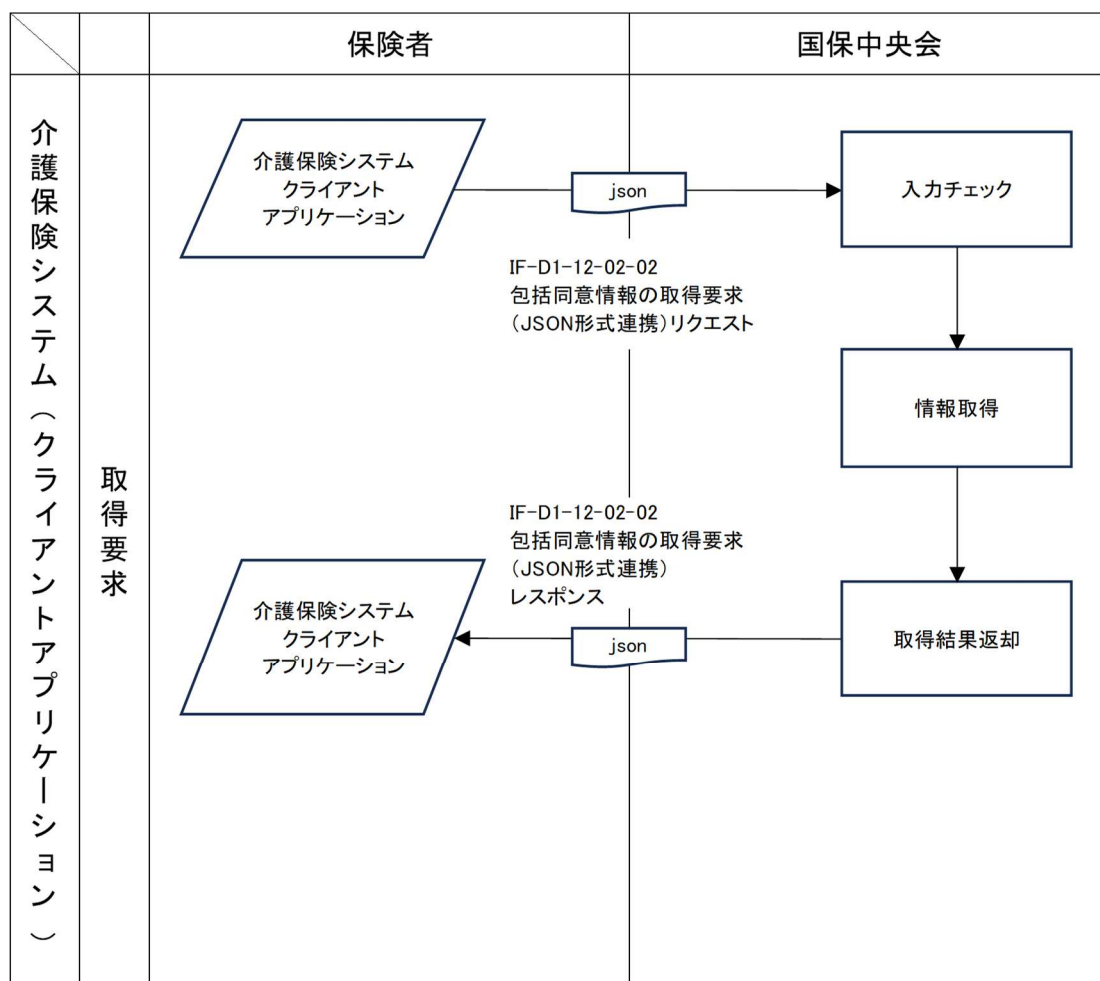 保険者
国保中央会
介護保険システム（クライアントアプリケーション）
取得要求
介護保険システム
クライアント
アプリケーション
json
入力チェック
IF-D1-12-02-02
包括同意情報の取得要求
（JSON形式連携）リクエスト
情報取得
IF-D1-12-02-02
包括同意情報の取得要求
（JSON形式連携）
レスポンス
介護保険システム
クライアント
アプリケーション
json
取得結果返却